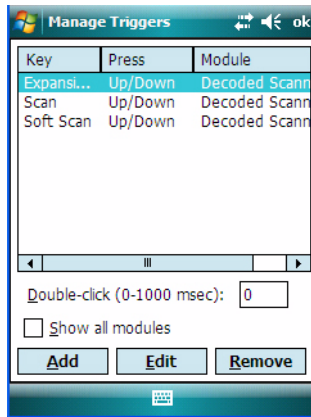 Manage Triggers ok
Key Press Module
Expansi... Up/Down Decoded Scann
Scan Up/Down Decoded Scann
Soft Scan Up/Down Decoded Scann
Double-click (0-1000 msec): 0
Show all modules
Add Edit Remove